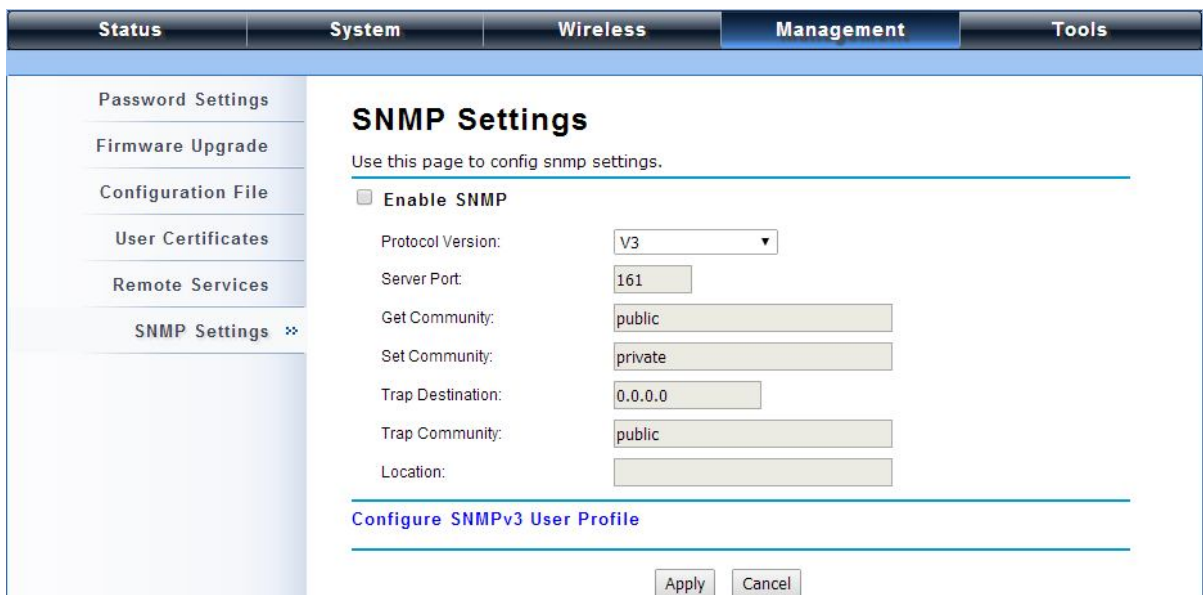 Status System Wireless Management Tools
Password Settings
Firmware Upgrade
Configuration File
User Certificates
Remote Services
SNMP Settings »
SNMP Settings
Use this page to config snmp settings.
Enable SNMP
Protocol Version: V3
Server Port: 161
Get Community: public
Set Community: private
Trap Destination: 0.0.0.0
Trap Community: public
Location:
Configure SNMPv3 User Profile
Apply Cancel